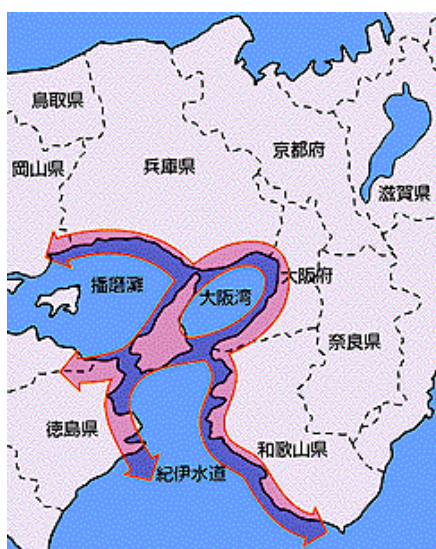 鳥取県
京都府
岡山県
兵庫県
滋賀県
播磨灘
大阪湾
大阪府
奈良県
徳島県
和歌山県
紀伊水道